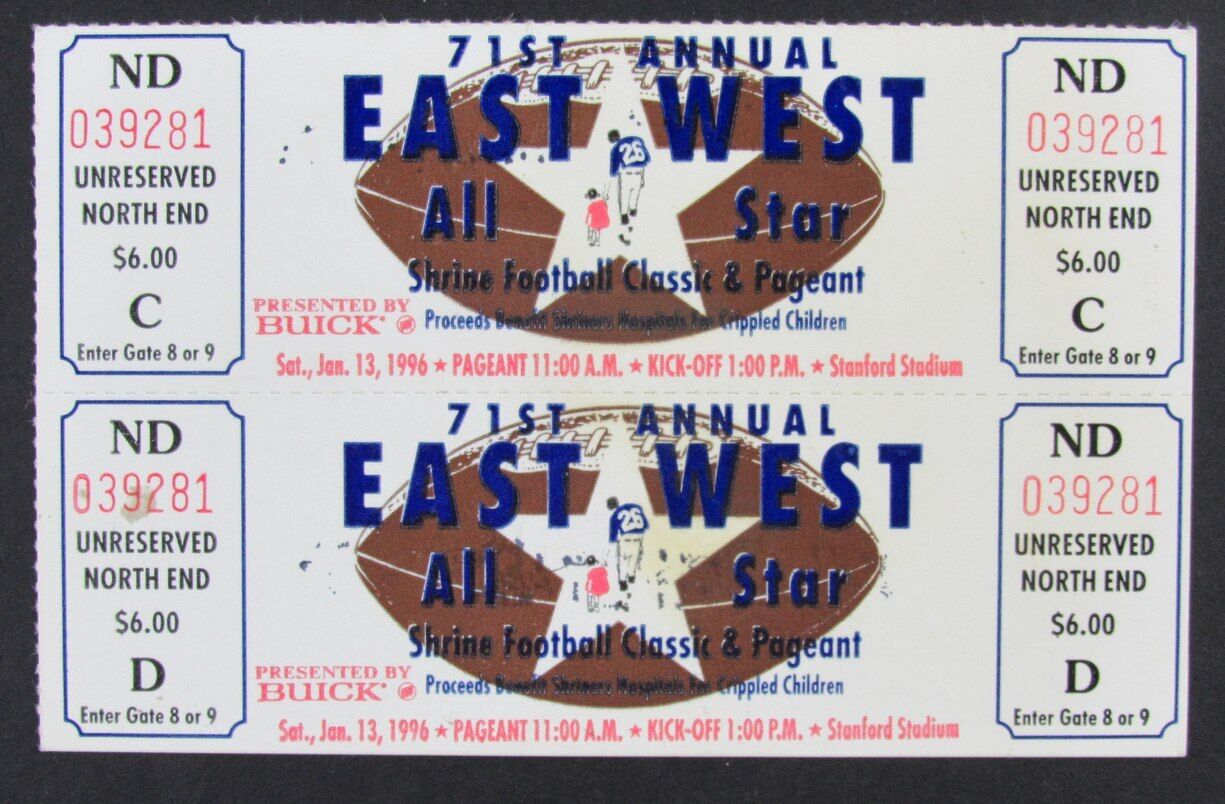 ND
039281
UNRESERVED
NORTH END
$6.00
C
Enter Gate 8 or 9
71ST ANNUAL
EAST WEST
26
All Star
Shrine Football Classic & Pageant
PRESENTED BY
BUICK
Proceeds Benefit Shriners Hospitals For Crippled Children
Sat., Jan. 13, 1996 ★ PAGEANT 11:00 A.M. ★ KICK-OFF 1:00 P.M. ★ Stanford Stadium
ND
039281
UNRESERVED
NORTH END
$6.00
C
Enter Gate 8 or 9
ND
039281
UNRESERVED
NORTH END
$6.00
D
Enter Gate 8 or 9
71ST ANNUAL
EAST WEST
26
All Star
Shrine Football Classic & Pageant
PRESENTED BY
BUICK
Proceeds Benefit Shriners Hospitals For Crippled Children
Sat., Jan. 13, 1996 ★ PAGEANT 11:00 A.M. ★ KICK-OFF 1:00 P.M. ★ Stanford Stadium
ND
039281
UNRESERVED
NORTH END
$6.00
D
Enter Gate 8 or 9